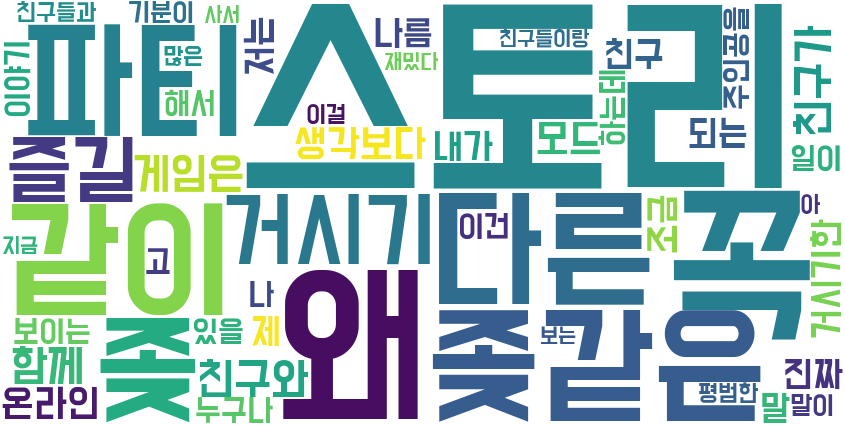 친구들과 기분이 사서
파티 스토리
저는 나름 친구들이랑 친구 주인공을 친구가
이야기 많은 재밌다 하는데
해서 이걸
즐길 게임은 생각보다 내가 모드 되는 일이
같이 거시기 다른 꼭
이건 조금 아
지금 고 거시기한
나 왜
보이는 좆 있을 제 좆같은 보는
함께 친구와 진짜
온라인 누구나 평범한 말 말이